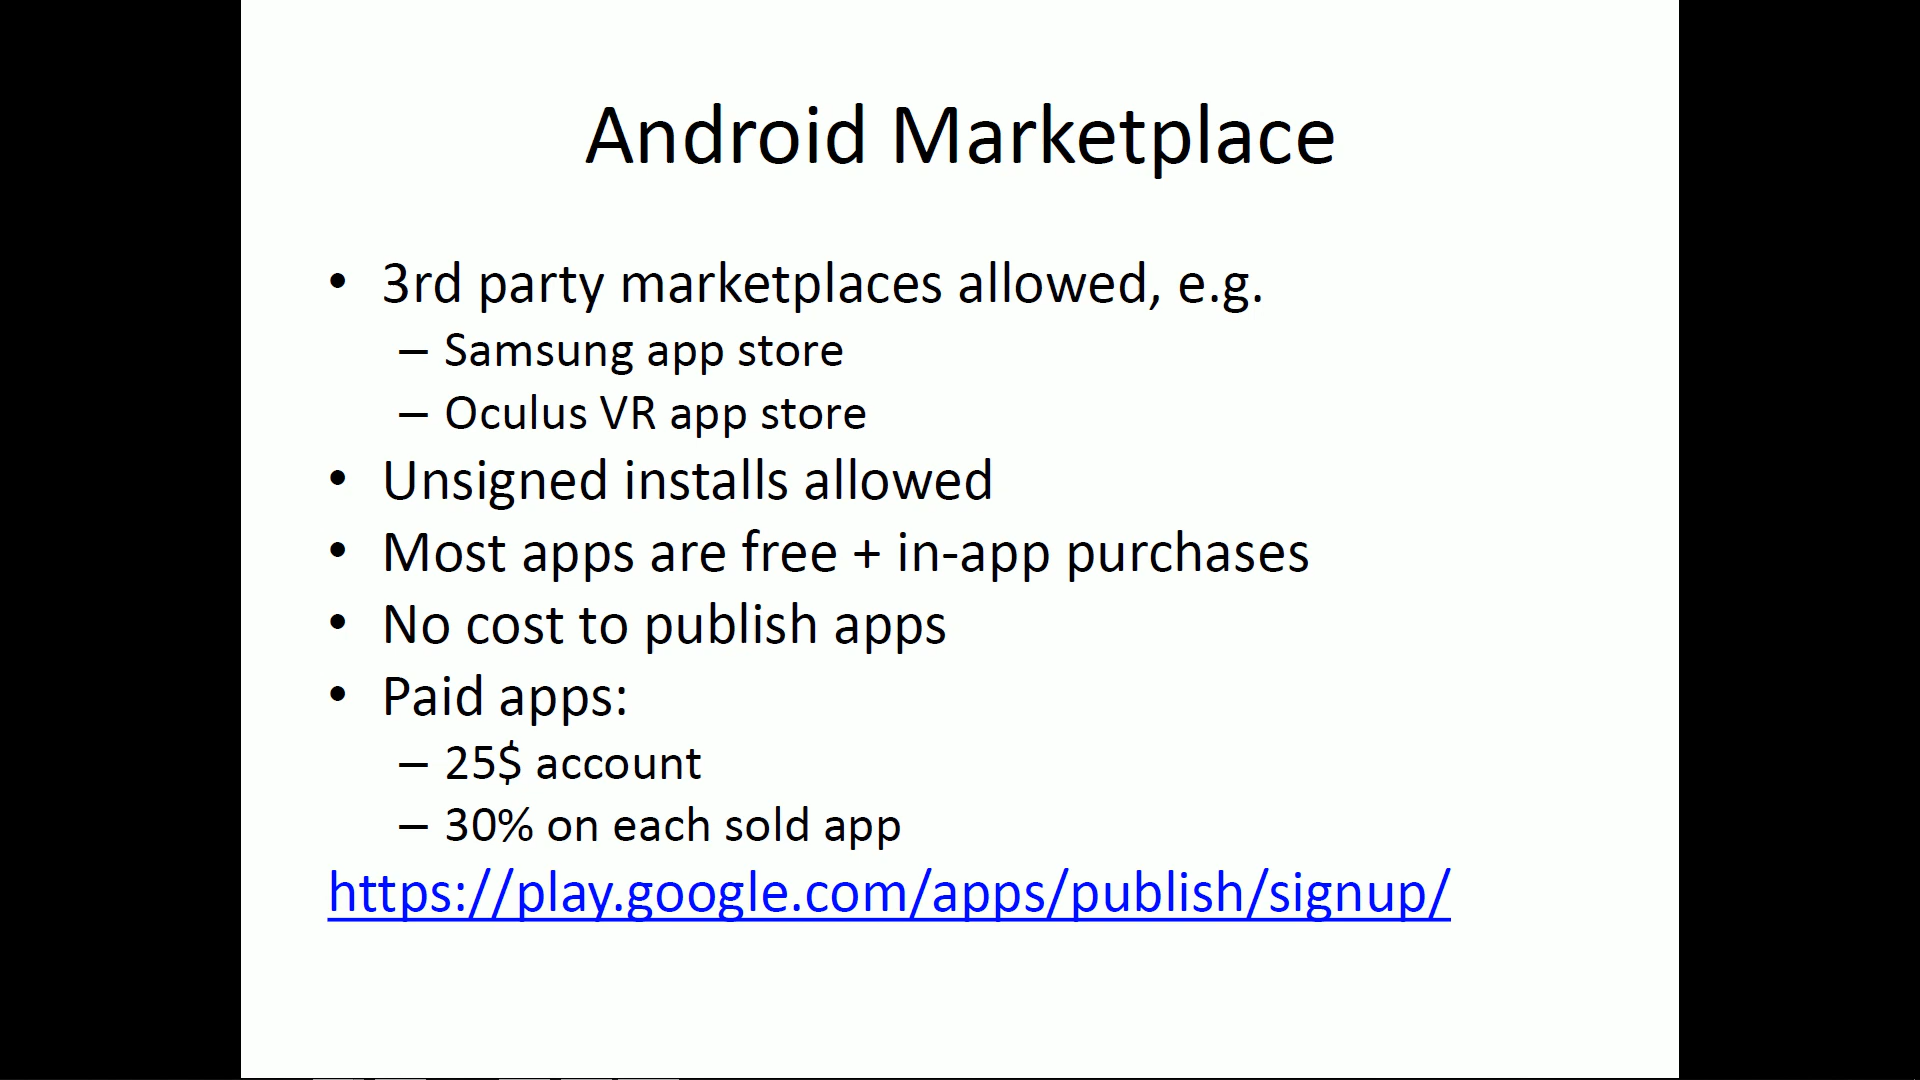 Android Marketplace
• 3rd party marketplaces allowed, e.g.
– Samsung app store
– Oculus VR app store
• Unsigned installs allowed
• Most apps are free + in-app purchases
• No cost to publish apps
• Paid apps:
– 25$ account
– 30% on each sold app
https://play.google.com/apps/publish/signup/